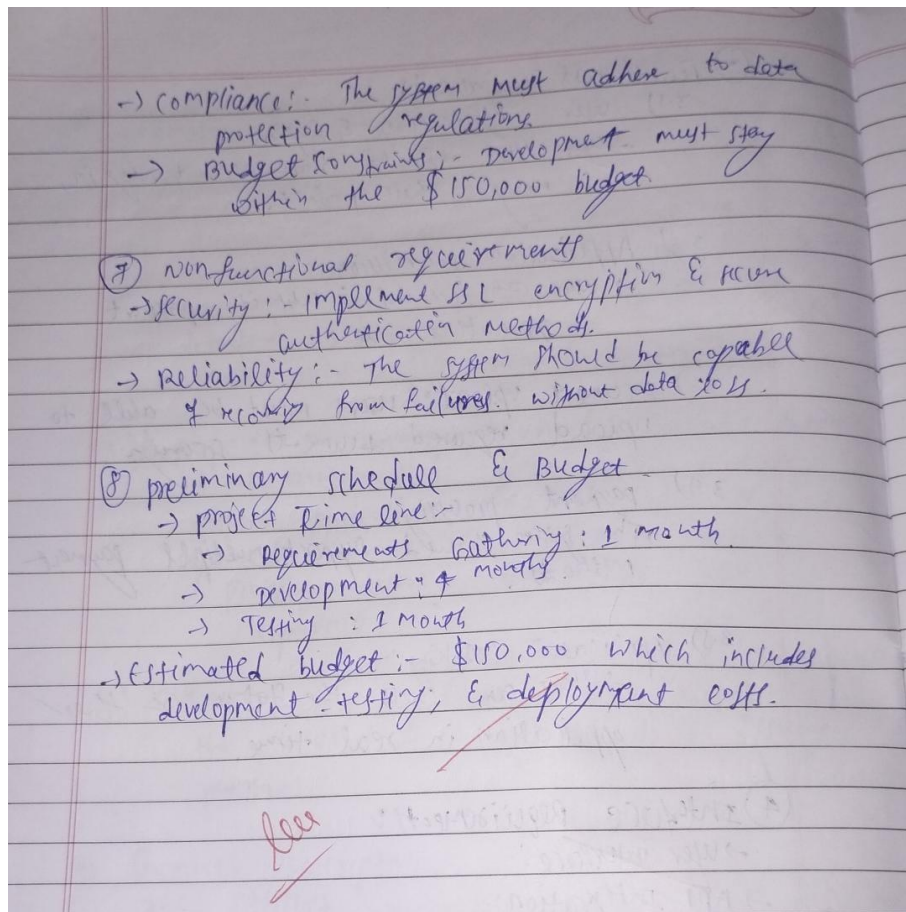 -> Compliance:- The system must adhere to data
protection regulations.
-> Budget Constraints:- Development must stay
within the $150,000 budget.
⑦ Nonfunctional requirements
-> Security:- Implement SSL encryption & secure
authentication methods.
-> Reliability:- The system should be capable
of from failures. without data loss.
⑧ preliminary schedule & Budget
-> project Time line:-
-> Requirements Gathering : 1 month
-> Development : 4 months.
-> Testing : 1 Month
-> Estimated budget:- $150,000 which includes
development testing, & deployment costs.